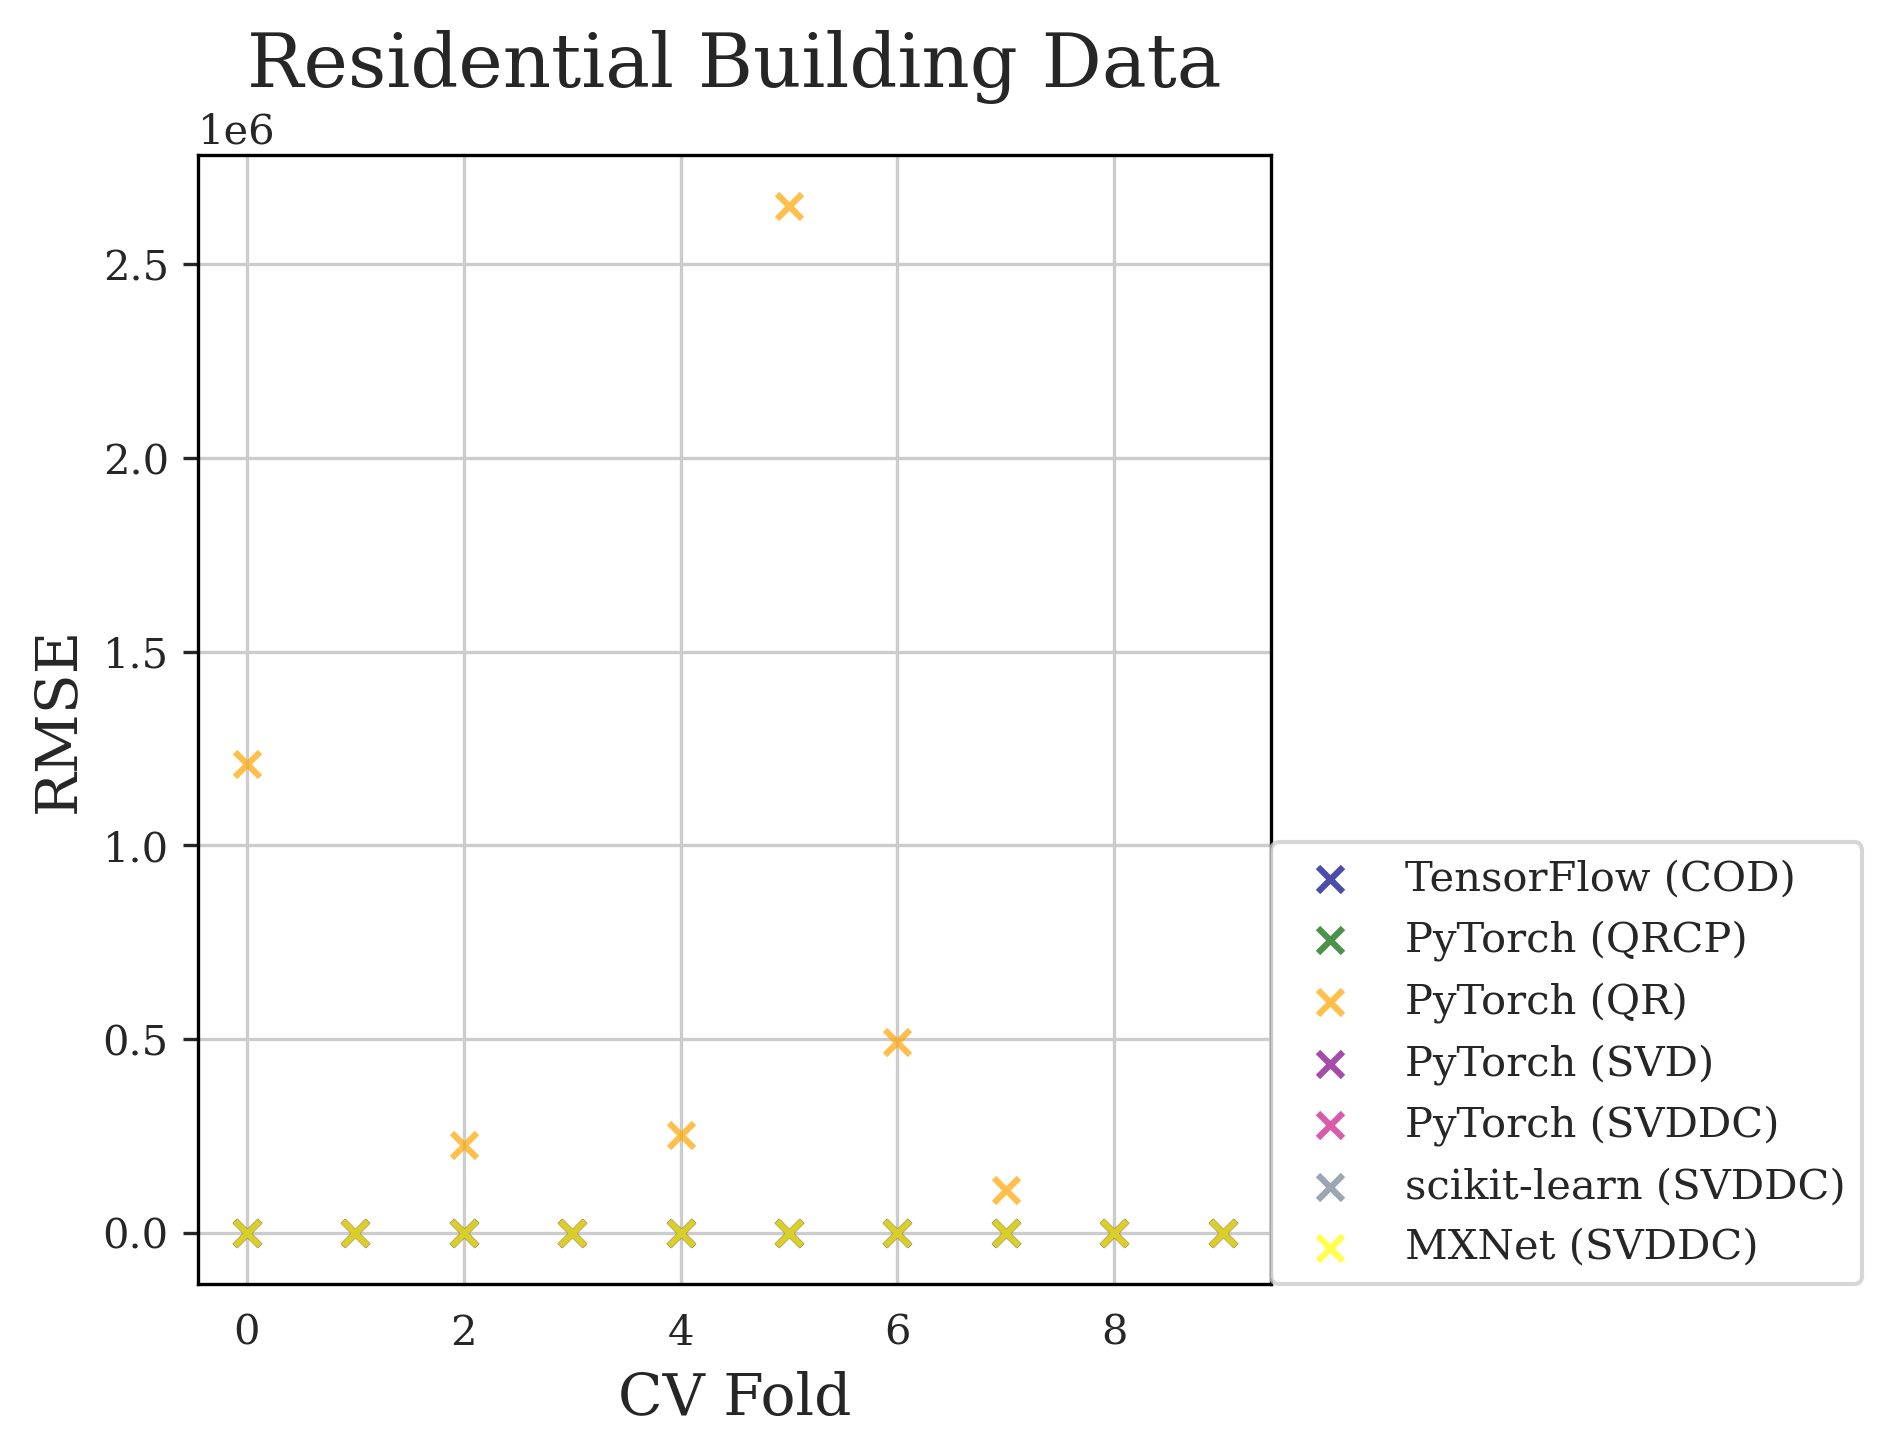 Residential Building Data
1e6
2.5
2.0
1.5
1.0
0.5
0.0
RMSE
0 2 4 6 8
CV Fold
TensorFlow (COD)
PyTorch (QRCP)
PyTorch (QR)
PyTorch (SVD)
PyTorch (SVDDC)
scikit-learn (SVDDC)
MXNet (SVDDC)